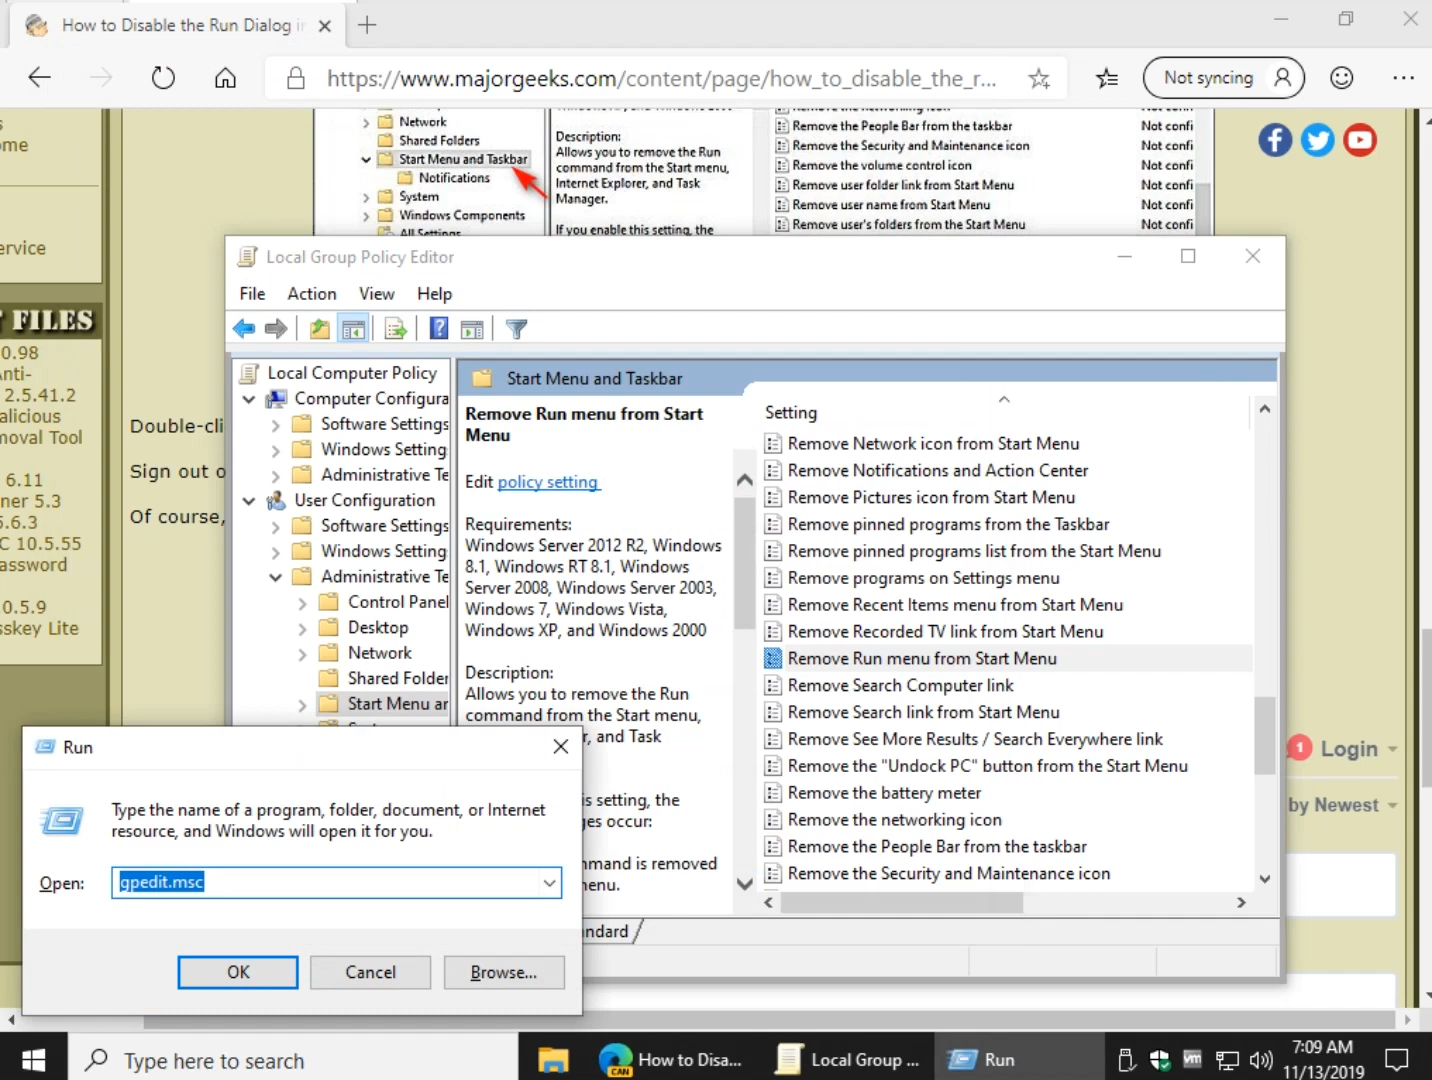 How to Disable the Run Dialog in
https://www.majorgeeks.com/content/page/how_to_disable_the_r...
Not syncing
ome
ervice
T FILES
0.98
Anti-
2.5.41.2
alicious
moval Tool
6.11
ner 5.3
5.6.3
C 10.5.55
assword
0.5.9
sskey Lite
Network
Shared Folders
Start Menu and Taskbar
Notifications
System
Windows Components
All Settings
Description:
Allows you to remove the Run
command from the Start menu,
Internet Explorer, and Task
Manager.
If you enable this setting, the
Remove the networking icon
Remove the People Bar from the taskbar Not confi
Remove the Security and Maintenance icon Not confi
Remove the volume control icon Not confi
Remove user folder link from Start Menu Not confi
Remove user name from Start Menu Not confi
Remove user's folders from the Start Menu Not confi
Double-cli
Sign out o
Of course,
Local Group Policy Editor
File Action View Help
Local Computer Policy
Computer Configura
Software Settings
Windows Setting
Administrative Te
User Configuration
Software Settings
Windows Setting
Administrative Te
Control Panel
Desktop
Network
Shared Folder
Start Menu ar
Start Menu and Taskbar
Remove Run menu from Start
Menu
Edit policy setting
Requirements:
Windows Server 2012 R2, Windows
8.1, Windows RT 8.1, Windows
Server 2008, Windows Server 2003,
Windows 7, Windows Vista,
Windows XP, and Windows 2000
Description:
Allows you to remove the Run
command from the Start menu,
r, and Task
is setting, the
ges occur:
mmand is removed
enu.
Setting
Remove Network icon from Start Menu
Remove Notifications and Action Center
Remove Pictures icon from Start Menu
Remove pinned programs from the Taskbar
Remove pinned programs list from the Start Menu
Remove programs on Settings menu
Remove Recent Items menu from Start Menu
Remove Recorded TV link from Start Menu
Remove Run menu from Start Menu
Remove Search Computer link
Remove Search link from Start Menu
Remove See More Results / Search Everywhere link
Remove the "Undock PC" button from the Start Menu
Remove the battery meter
Remove the networking icon
Remove the People Bar from the taskbar
Remove the Security and Maintenance icon
ndard
1 Login
by Newest
Run
Type the name of a program, folder, document, or Internet
resource, and Windows will open it for you.
Open: gpedit.msc
OK Cancel Browse...
Type here to search
CAN
How to Disa...
Local Group ...
Run
vm
7:09 AM
11/13/2019